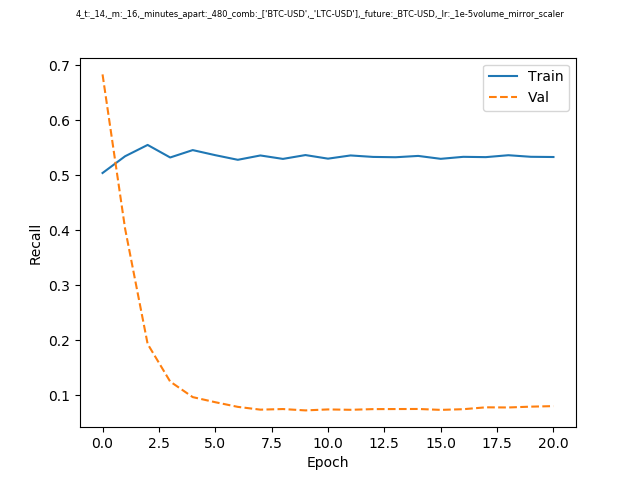 4_t:_14,_m:_16,_minutes_apart:_480_comb:_['BTC-USD',_'LTC-USD'],_future:_BTC-USD,_lr:_1e-5volume_mirror_scaler
Train
Val
0.7
0.6
0.5
0.4
0.3
0.2
0.1
Recall
0.0 2.5 5.0 7.5 10.0 12.5 15.0 17.5 20.0
Epoch